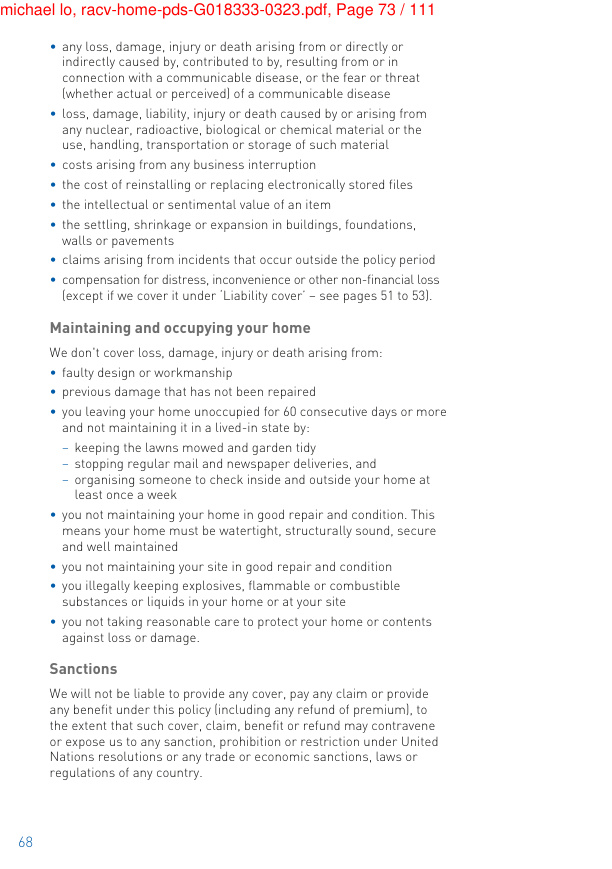 michael lo, racv-home-pds-G018333-0323.pdf, Page 73 / 111
• any loss, damage, injury or death arising from or directly or
indirectly caused by, contributed to by, resulting from or in
connection with a communicable disease, or the fear or threat
(whether actual or perceived) of a communicable disease
• loss, damage, liability, injury or death caused by or arising from
any nuclear, radioactive, biological or chemical material or the
use, handling, transportation or storage of such material
• costs arising from any business interruption
• the cost of reinstalling or replacing electronically stored files
• the intellectual or sentimental value of an item
• the settling, shrinkage or expansion in buildings, foundations,
walls or pavements
• claims arising from incidents that occur outside the policy period
• compensation for distress, inconvenience or other non-financial loss
(except if we cover it under ‘Liability cover’ – see pages 51 to 53).
Maintaining and occupying your home
We don't cover loss, damage, injury or death arising from:
• faulty design or workmanship
• previous damage that has not been repaired
• you leaving your home unoccupied for 60 consecutive days or more
and not maintaining it in a lived-in state by:
– keeping the lawns mowed and garden tidy
– stopping regular mail and newspaper deliveries, and
– organising someone to check inside and outside your home at
least once a week
• you not maintaining your home in good repair and condition. This
means your home must be watertight, structurally sound, secure
and well maintained
• you not maintaining your site in good repair and condition
• you illegally keeping explosives, flammable or combustible
substances or liquids in your home or at your site
• you not taking reasonable care to protect your home or contents
against loss or damage.
Sanctions
We will not be liable to provide any cover, pay any claim or provide
any benefit under this policy (including any refund of premium), to
the extent that such cover, claim, benefit or refund may contravene
or expose us to any sanction, prohibition or restriction under United
Nations resolutions or any trade or economic sanctions, laws or
regulations of any country.
68